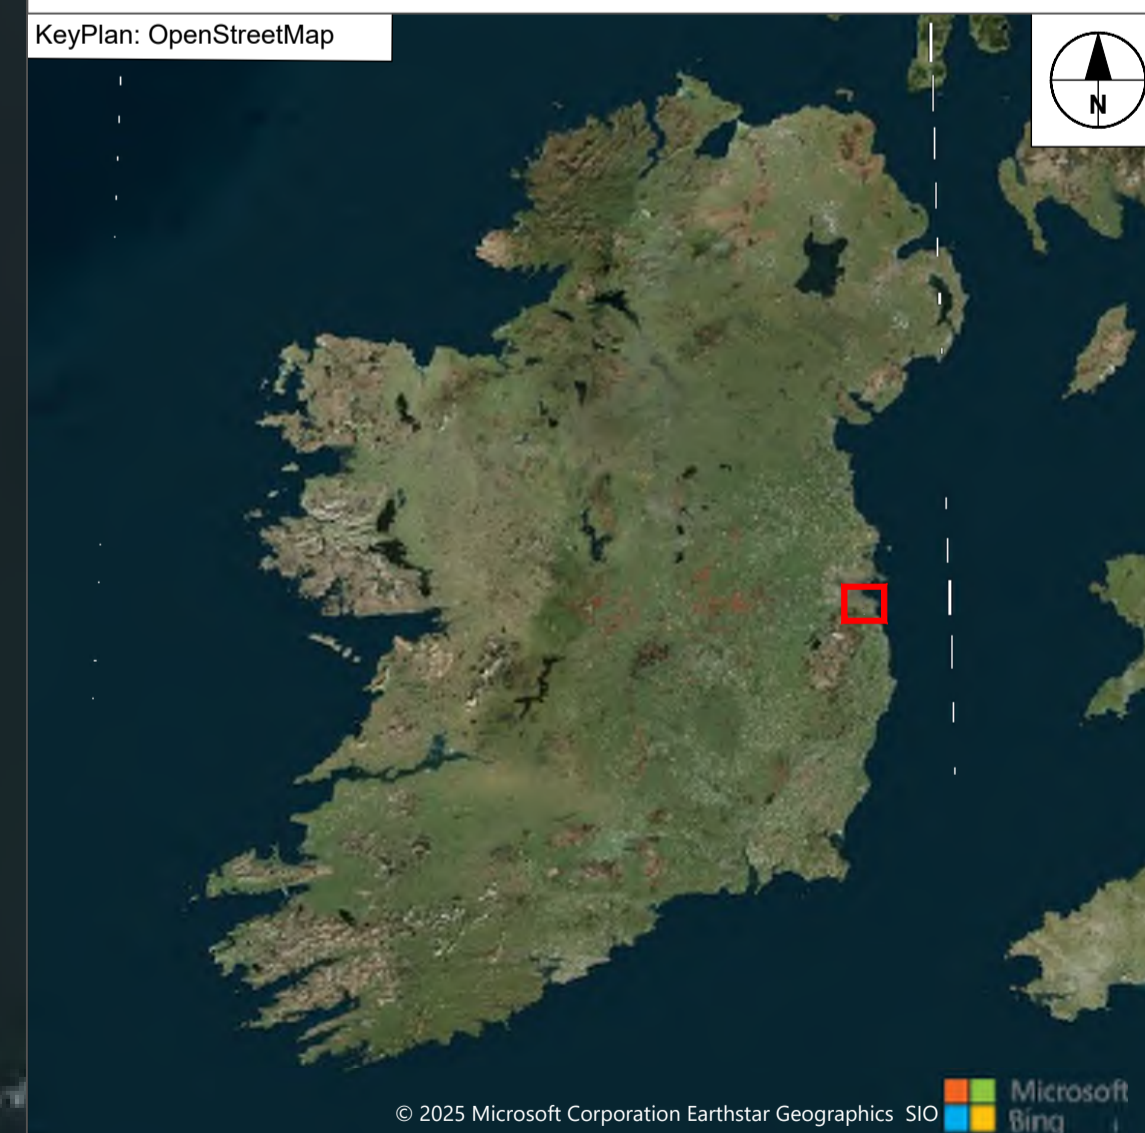 KeyPlan: OpenStreetMap
N
© 2025 Microsoft Corporation Earthstar Geographics SIO
Microsoft
Bing